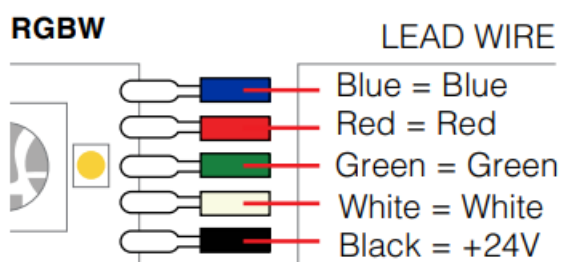 RGBW
LEAD WIRE
Blue = Blue
Red = Red
Green = Green
White = White
Black = +24V